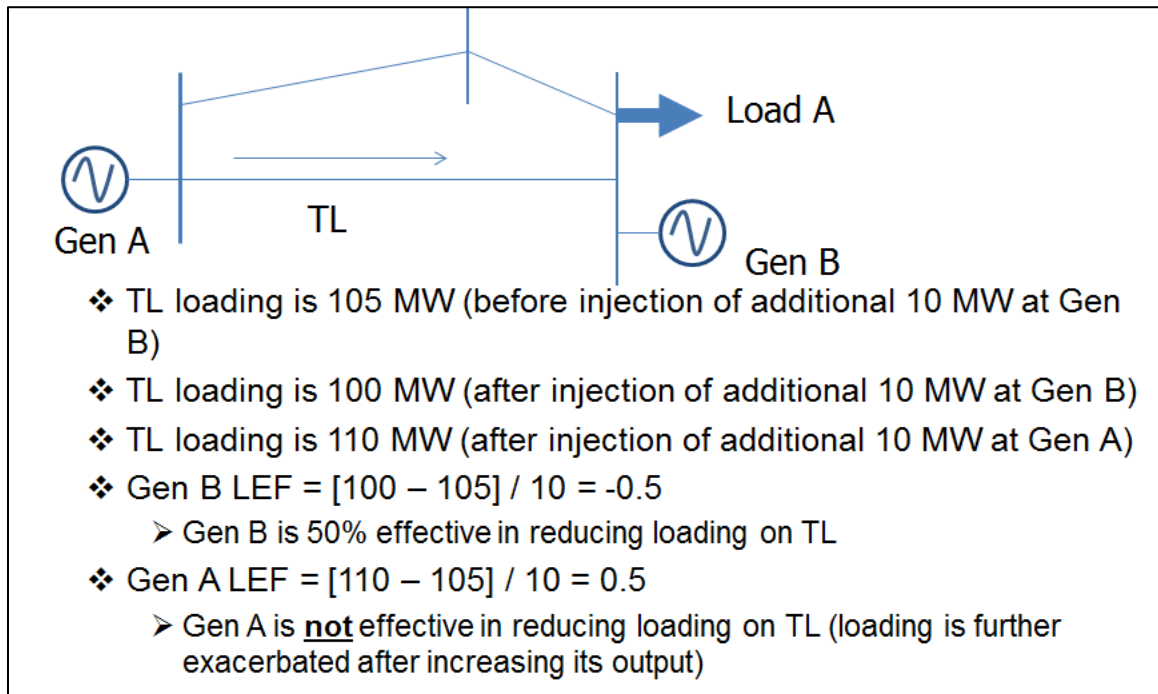 Load A
TL
Gen A
Gen B
❖ TL loading is 105 MW (before injection of additional 10 MW at Gen
B)
❖ TL loading is 100 MW (after injection of additional 10 MW at Gen B)
❖ TL loading is 110 MW (after injection of additional 10 MW at Gen A)
❖ Gen B LEF = [100 – 105] / 10 = -0.5
➢ Gen B is 50% effective in reducing loading on TL
❖ Gen A LEF = [110 – 105] / 10 = 0.5
➢ Gen A is not effective in reducing loading on TL (loading is further
exacerbated after increasing its output)